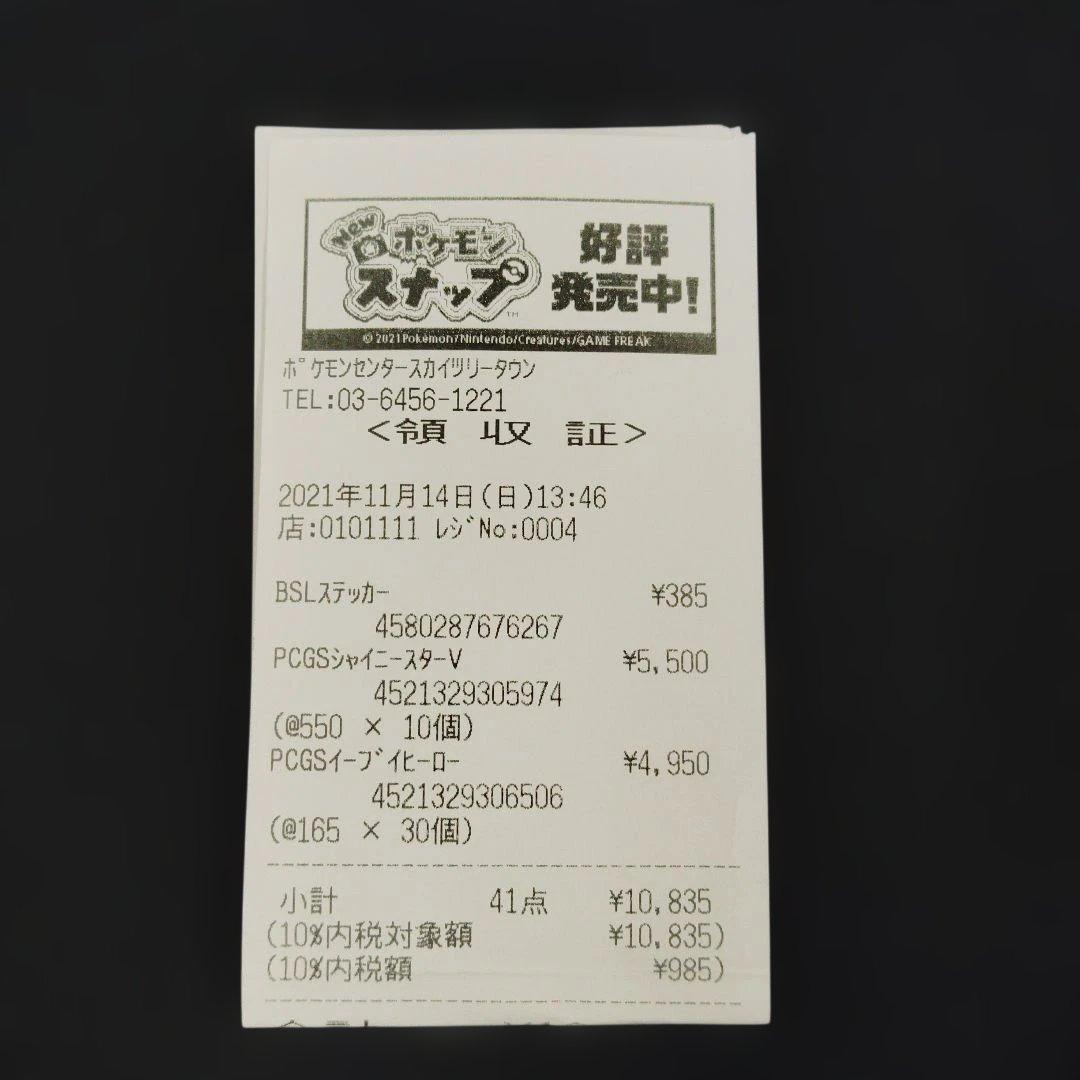 New ポケモン
スナップ™
好評
発売中!
© 2021 Pokémon/Nintendo/Creatures/GAME FREAK
ポケモンセンタースカイツリータウン
TEL:03-6456-1221
<領 収 証>
2021年11月14日(日)13:46
店:0101111 レジNo:0004
BSLステッカー ¥385
4580287676267
PCGSシャイニースターV ¥5,500
4521329305974
(@550 × 10個)
PCGSイーブイヒーロー ¥4,950
4521329306506
(@165 × 30個)
小計 41点 ¥10,835
(10%内税対象額 ¥10,835)
(10%内税額 ¥985)